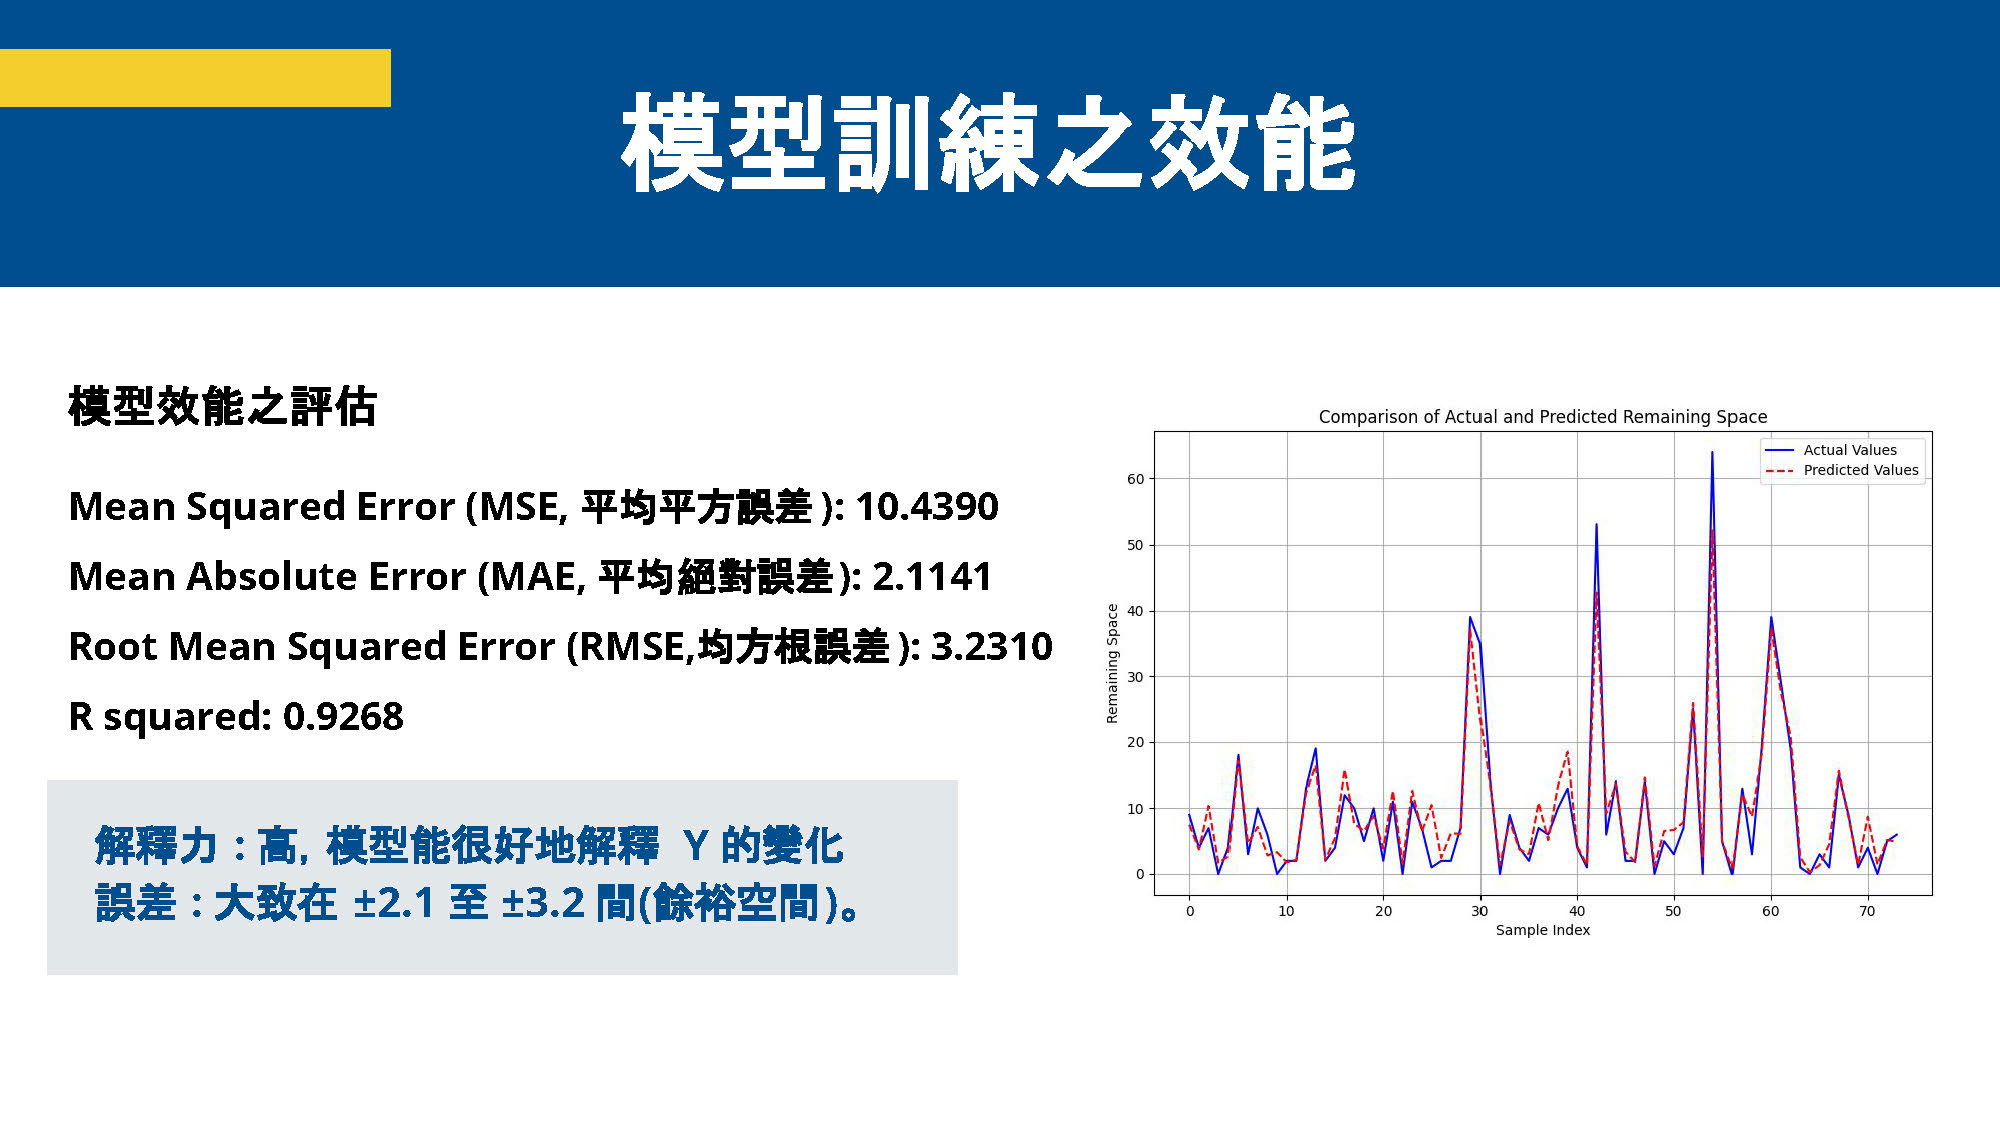 模型訓練之效能
模型效能之評估
Mean Squared Error (MSE, 平均平方誤差): 10.4390
Mean Absolute Error (MAE, 平均絕對誤差): 2.1141
Root Mean Squared Error (RMSE,均方根誤差): 3.2310
R squared: 0.9268
解釋力：高，模型能很好地解釋 Y 的變化
誤差：大致在 ±2.1 至 ±3.2 間(餘裕空間)。
Comparison of Actual and Predicted Remaining Space
Actual Values
Predicted Values
Remaining Space
60
50
40
30
20
10
0
0 10 20 30 40 50 60 70
Sample Index